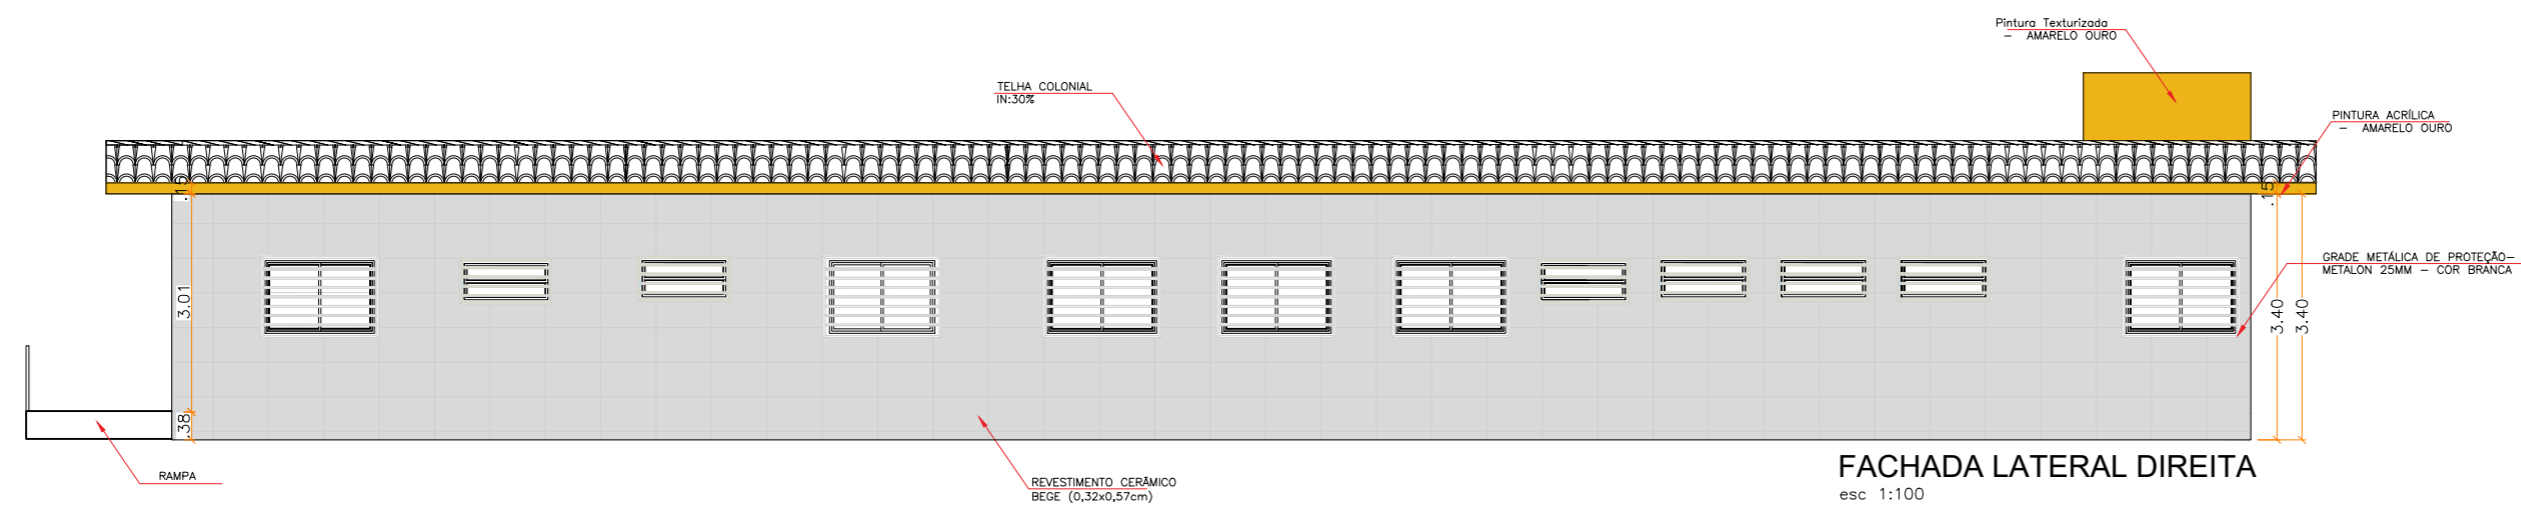 Pintura Texturizada
- AMARELO OURO
TELHA COLONIAL
IN:30%
PINTURA ACRÍLICA
- AMARELO OURO
.15
.15
GRADE METÁLICA DE PROTEÇÃO-
METALON 25MM - COR BRANCA
3.01
3.40
3.40
.38
RAMPA
REVESTIMENTO CERÂMICO
BEGE (0,32x0,57cm)
FACHADA LATERAL DIREITA
esc 1:100